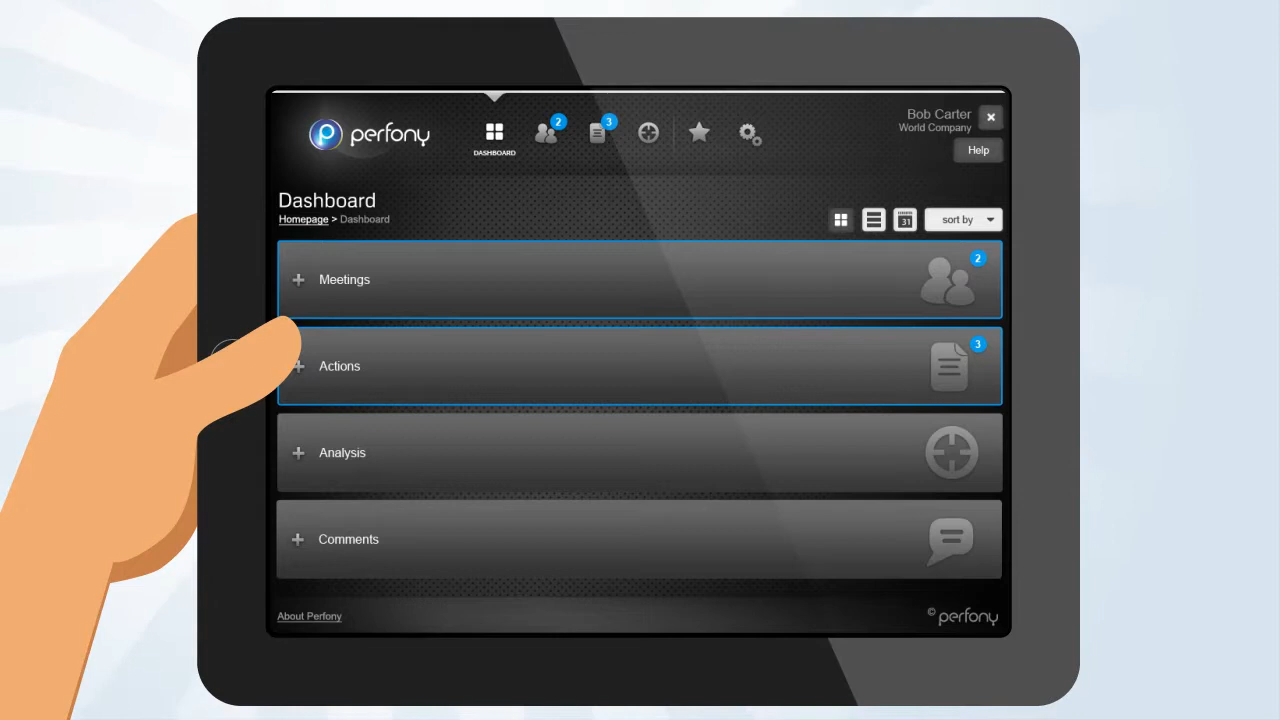 perfony
DASHBOARD
2
3
Bob Carter
World Company
Help
Dashboard
Homepage > Dashboard
31
sort by
Meetings
2
Actions
3
Analysis
Comments
About Perfony
© perfony